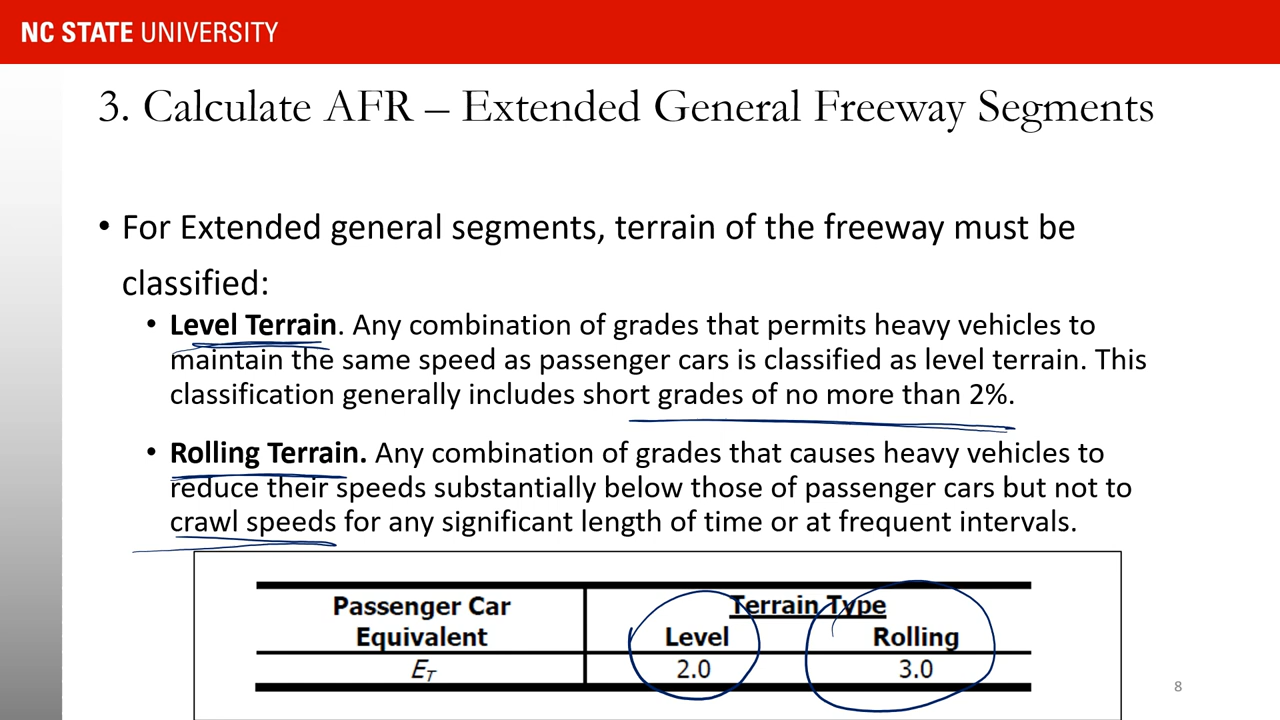 NC STATE UNIVERSITY
3. Calculate AFR – Extended General Freeway Segments
• For Extended general segments, terrain of the freeway must be
classified:
• Level Terrain. Any combination of grades that permits heavy vehicles to
maintain the same speed as passenger cars is classified as level terrain. This
classification generally includes short grades of no more than 2%.
• Rolling Terrain. Any combination of grades that causes heavy vehicles to
reduce their speeds substantially below those of passenger cars but not to
crawl speeds for any significant length of time or at frequent intervals.
Passenger Car Terrain Type
Equivalent Level Rolling
ET 2.0 3.0
8